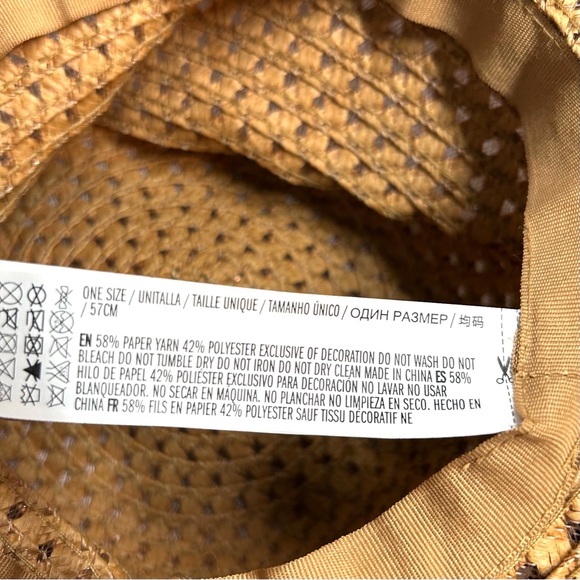 ONE SIZE / UNITALLA / TAILLE UNIQUE / TAMANHO ÚNICO / ОДИН РАЗМЕР / 均码
/ 57CM
EN 58% PAPER YARN 42% POLYESTER EXCLUSIVE OF DECORATION DO NOT WASH DO NOT
BLEACH DO NOT TUMBLE DRY DO NOT IRON DO NOT DRY CLEAN MADE IN CHINA ES 58%
HILO DE PAPEL 42% POLIÉSTER EXCLUSIVO PARA DECORACIÓN NO LAVAR NO USAR
BLANQUEADOR. NO SECAR EN MÁQUINA. NO PLANCHAR NO LIMPIEZA EN SECO. HECHO EN
CHINA FR 58% FILS EN PAPIER 42% POLYESTER SAUF TISSU DÉCORATIF NE